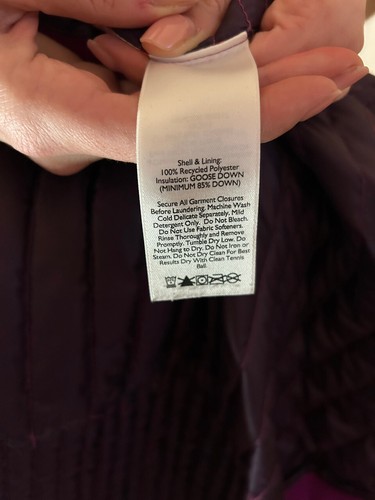 Shell & Lining:
100% Recycled Polyester
Insulation: GOOSE DOWN
(MINIMUM 85% DOWN)
Secure All Garment Closures
Before Laundering. Machine Wash
Cold Delicate Separately. Mild
Detergent Only. Do Not Bleach.
Do Not Use Fabric Softeners.
Rinse Thoroughly and Remove
Promptly. Tumble Dry Low. Do
Not Hang to Dry. Do Not Iron or
Steam. Do Not Dry Clean For Best
Results Dry With Clean Tennis
Ball.